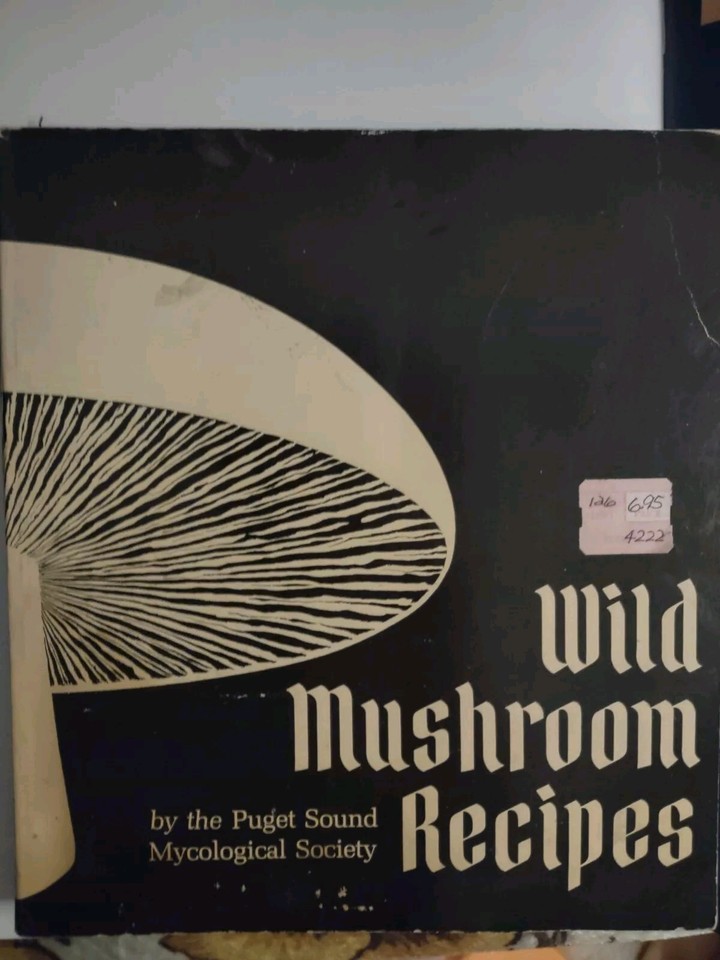 126 6.95
4222
Wild
Mushroom
Recipes
by the Puget Sound
Mycological Society